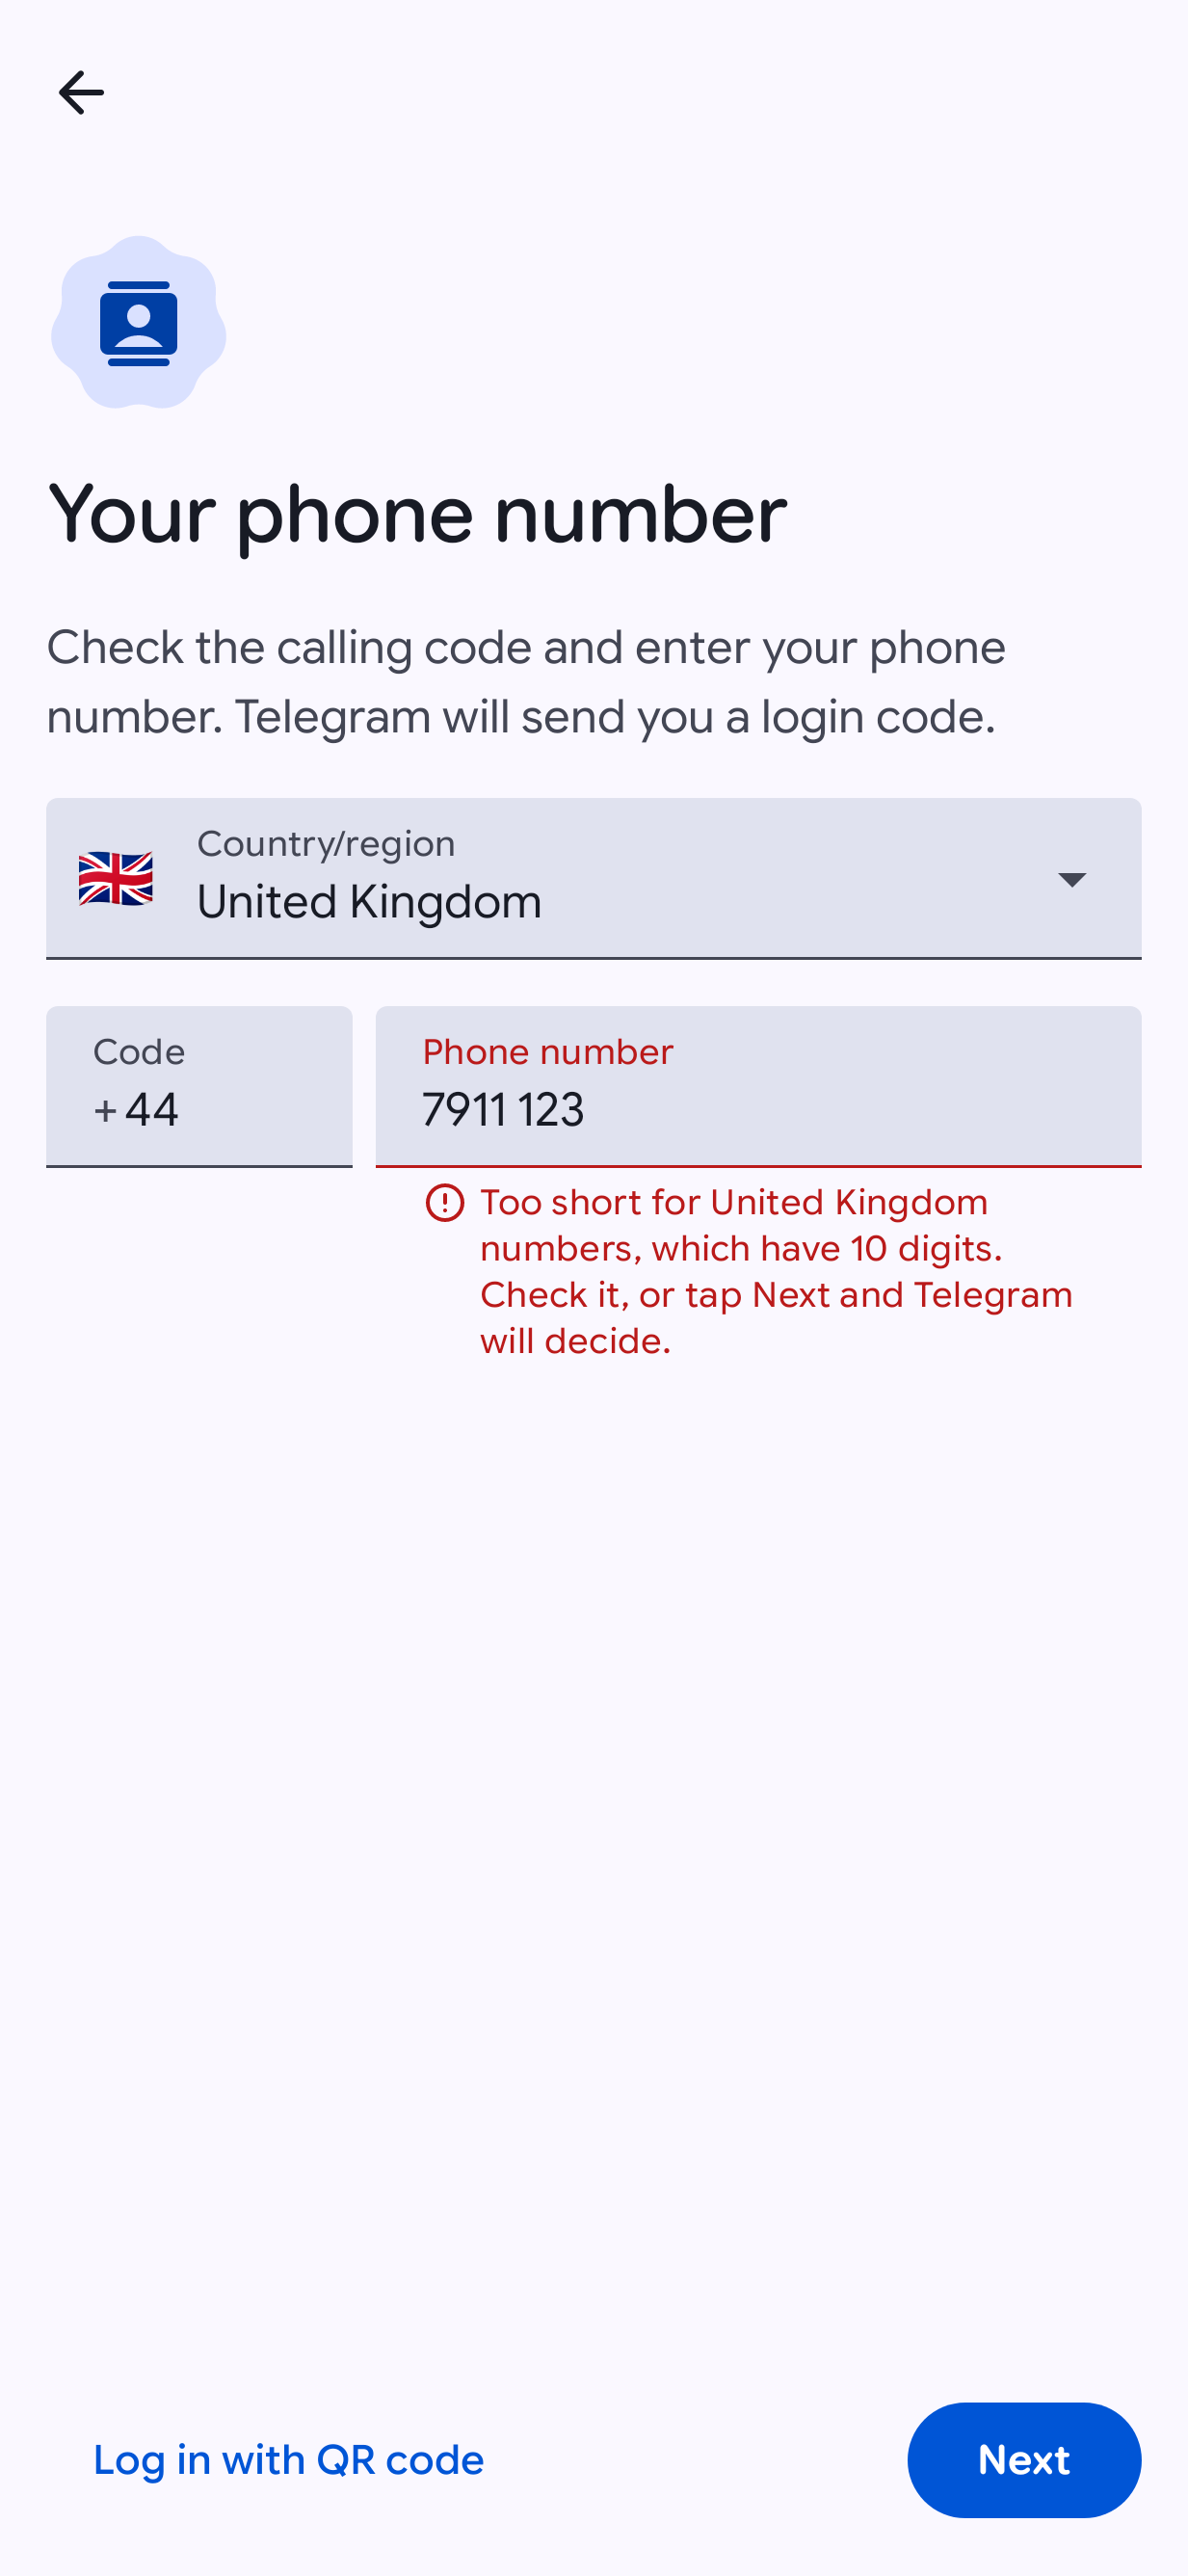 Your phone number
Check the calling code and enter your phone
number. Telegram will send you a login code.
Country/region
United Kingdom
Code
+44
Phone number
7911 123
Too short for United Kingdom
numbers, which have 10 digits.
Check it, or tap Next and Telegram
will decide.
Log in with QR code
Next